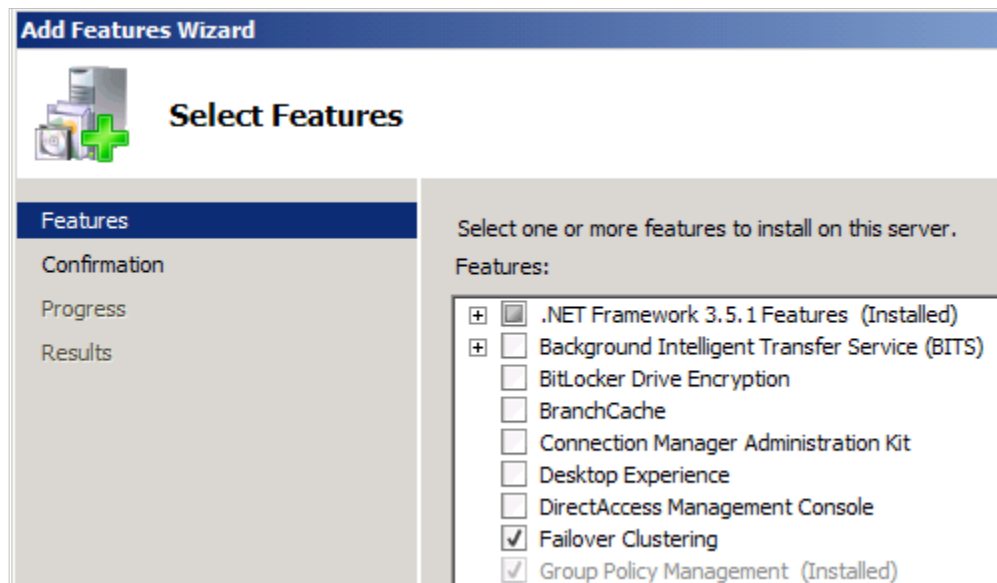 Add Features Wizard
Select Features
Features
Confirmation
Progress
Results
Select one or more features to install on this server.
Features:
.NET Framework 3.5.1 Features (Installed)
Background Intelligent Transfer Service (BITS)
BitLocker Drive Encryption
BranchCache
Connection Manager Administration Kit
Desktop Experience
DirectAccess Management Console
Failover Clustering
Group Policy Management (Installed)